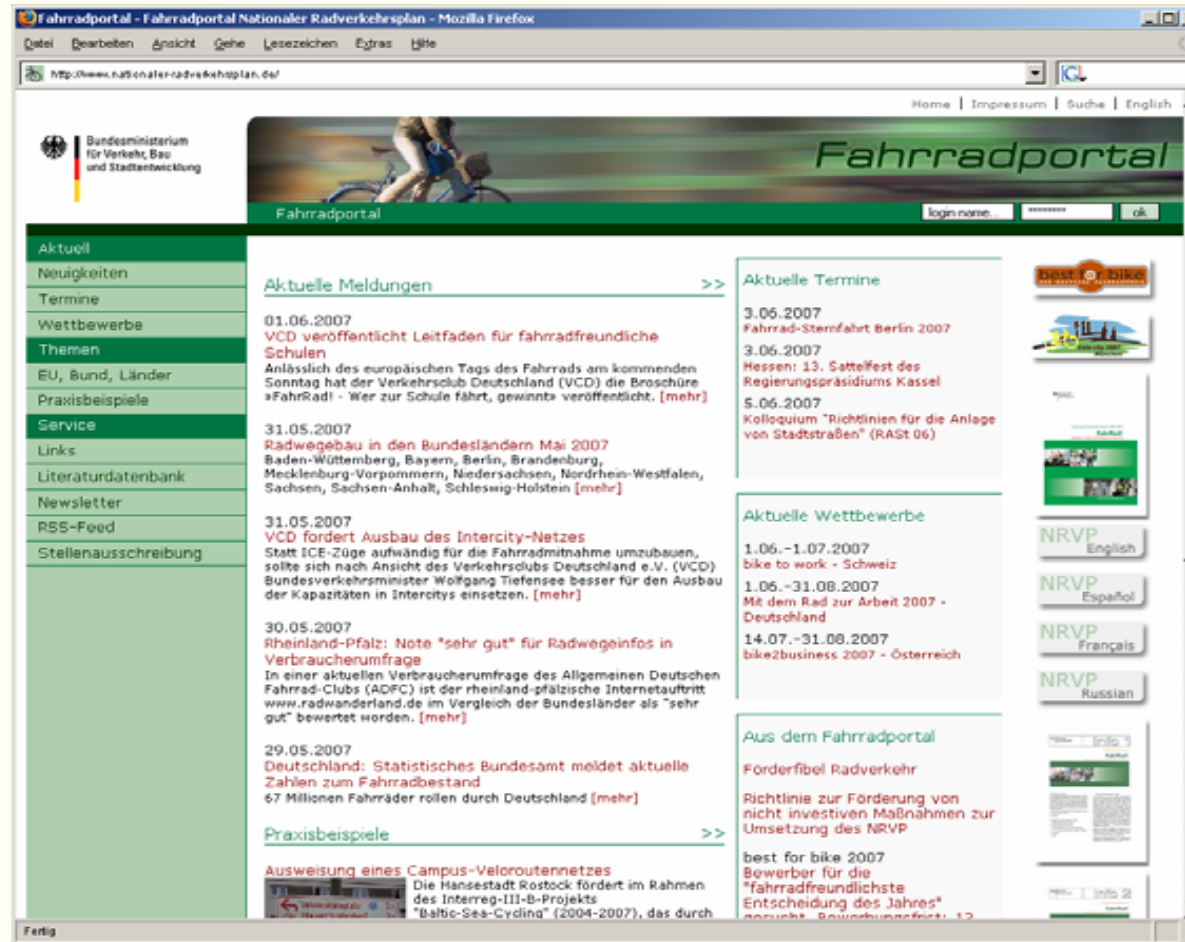 Fahrradportal - Fahrradportal Nationaler Radverkehrsplan - Mozilla Firefox
Datei Bearbeiten Ansicht Gehe Lesezeichen Extras Hilfe
http://www.nationaler-radverkehrsplan.de/
Home | Impressum | Suche | English
Bundesministerium
für Verkehr, Bau
und Stadtentwicklung
Fahrradportal
Fahrradportal
login name...
********
ok
Aktuell
Neuigkeiten
Termine
Wettbewerbe
Themen
EU, Bund, Länder
Praxisbeispiele
Service
Links
Literaturdatenbank
Newsletter
RSS-Feed
Stellenausschreibung
Aktuelle Meldungen >>
01.06.2007
VCD veröffentlicht Leitfaden für fahrradfreundliche
Schulen
Anlässlich des europäischen Tags des Fahrrads am kommenden
Sonntag hat der Verkehrsclub Deutschland (VCD) die Broschüre
»FahrRad! - Wer zur Schule fährt, gewinnt» veröffentlicht. [mehr]
31.05.2007
Radwegebau in den Bundesländern Mai 2007
Baden-Wüttemberg, Bayern, Berlin, Brandenburg,
Mecklenburg-Vorpommern, Niedersachsen, Nordrhein-Westfalen,
Sachsen, Sachsen-Anhalt, Schleswig-Holstein [mehr]
31.05.2007
VCD fordert Ausbau des Intercity-Netzes
Statt ICE-Züge aufwändig für die Fahrradmitnahme umzubauen,
sollte sich nach Ansicht des Verkehrsclubs Deutschland e.V. (VCD)
Bundesverkehrsminister Wolfgang Tiefensee besser für den Ausbau
der Kapazitäten in Intercitys einsetzen. [mehr]
30.05.2007
Rheinland-Pfalz: Note "sehr gut" für Radwegeinfos in
Verbraucherumfrage
In einer aktuellen Verbraucherumfrage des Allgemeinen Deutschen
Fahrrad-Clubs (ADFC) ist der rheinland-pfälzische Internetauftritt
www.radwanderland.de im Vergleich der Bundesländer als "sehr
gut" bewertet worden. [mehr]
29.05.2007
Deutschland: Statistisches Bundesamt meldet aktuelle
Zahlen zum Fahrradbestand
67 Millionen Fahrräder rollen durch Deutschland [mehr]
Praxisbeispiele >>
Ausweisung eines Campus-Veloroutennetzes
Die Hansestadt Rostock fördert im Rahmen
des Interreg-III-B-Projekts
"Baltic-Sea-Cycling" (2004-2007), das durch
Aktuelle Termine
3.06.2007
Fahrrad-Sternfahrt Berlin 2007
3.06.2007
Hessen: 13. Sattelfest des
Regierungspräsidiums Kassel
5.06.2007
Kolloquium "Richtlinien für die Anlage
von Stadtstraßen" (RASt 06)
Aktuelle Wettbewerbe
1.06.-1.07.2007
bike to work - Schweiz
1.06.-31.08.2007
Mit dem Rad zur Arbeit 2007 -
Deutschland
14.07.-31.08.2007
bike2business 2007 - Österreich
Aus dem Fahrradportal
Förderfibel Radverkehr
Richtlinie zur Förderung von
nicht investiven Maßnahmen zur
Umsetzung des NRVP
best for bike 2007
Bewerber für die
"fahrradfreundlichste
Entscheidung des Jahres"
gesucht. Bewerbungsfrist: 12.
best for bike
NRVP
English
NRVP
Español
NRVP
Français
NRVP
Russian
Info 1
Info 2
Fertig